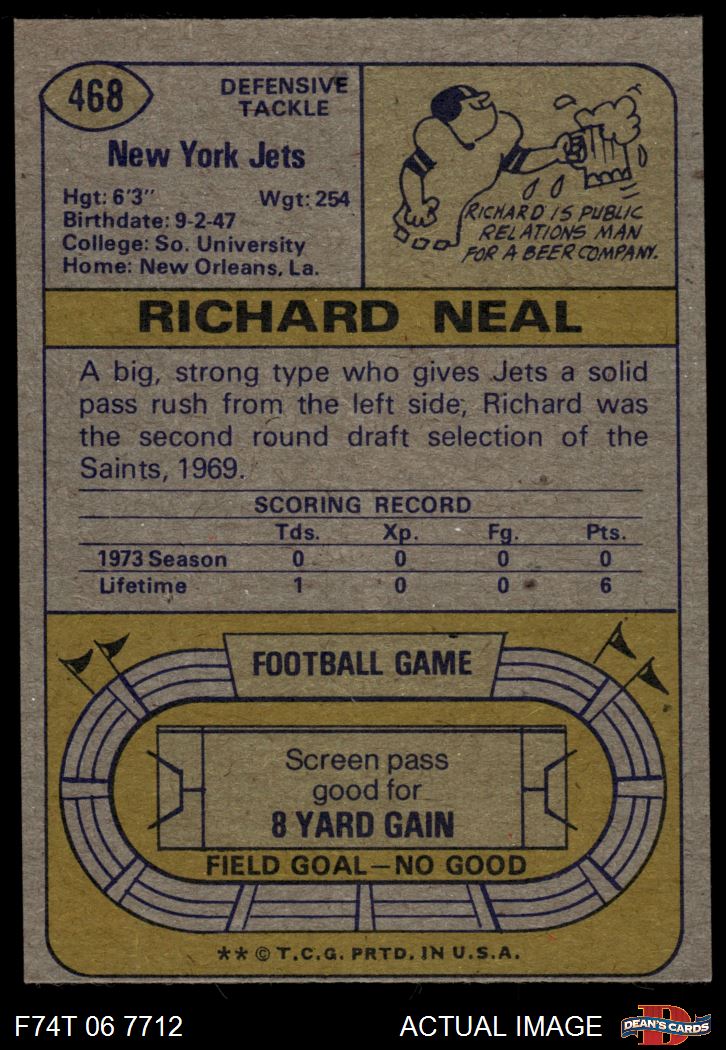 468
DEFENSIVE
TACKLE
New York Jets
Hgt: 6'3" Wgt: 254
Birthdate: 9-2-47
College: So. University
Home: New Orleans, La.
RICHARD IS PUBLIC
RELATIONS MAN
FOR A BEER COMPANY.
RICHARD NEAL
A big, strong type who gives Jets a solid
pass rush from the left side; Richard was
the second round draft selection of the
Saints, 1969.
SCORING RECORD
Tds. Xp. Fg. Pts.
1973 Season 0 0 0 0
Lifetime 1 0 0 6
FOOTBALL GAME
Screen pass
good for
8 YARD GAIN
FIELD GOAL—NO GOOD
** © T.C.G. PRTD. IN U.S.A.
F74T 06 7712 ACTUAL IMAGE
D
DEAN'S CARDS